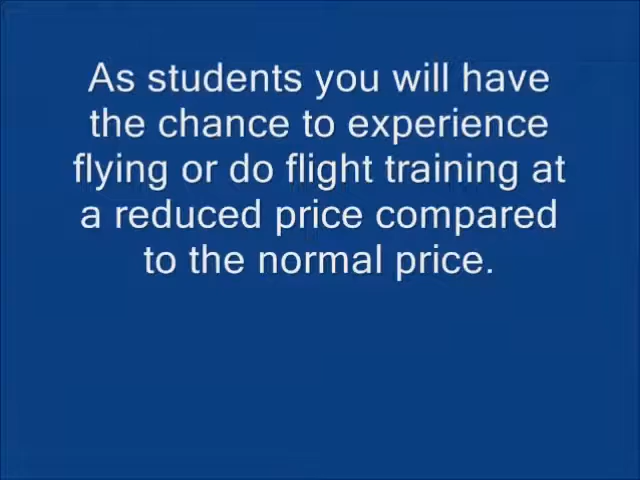 As students you will have
the chance to experience
flying or do flight training at
a reduced price compared
to the normal price.